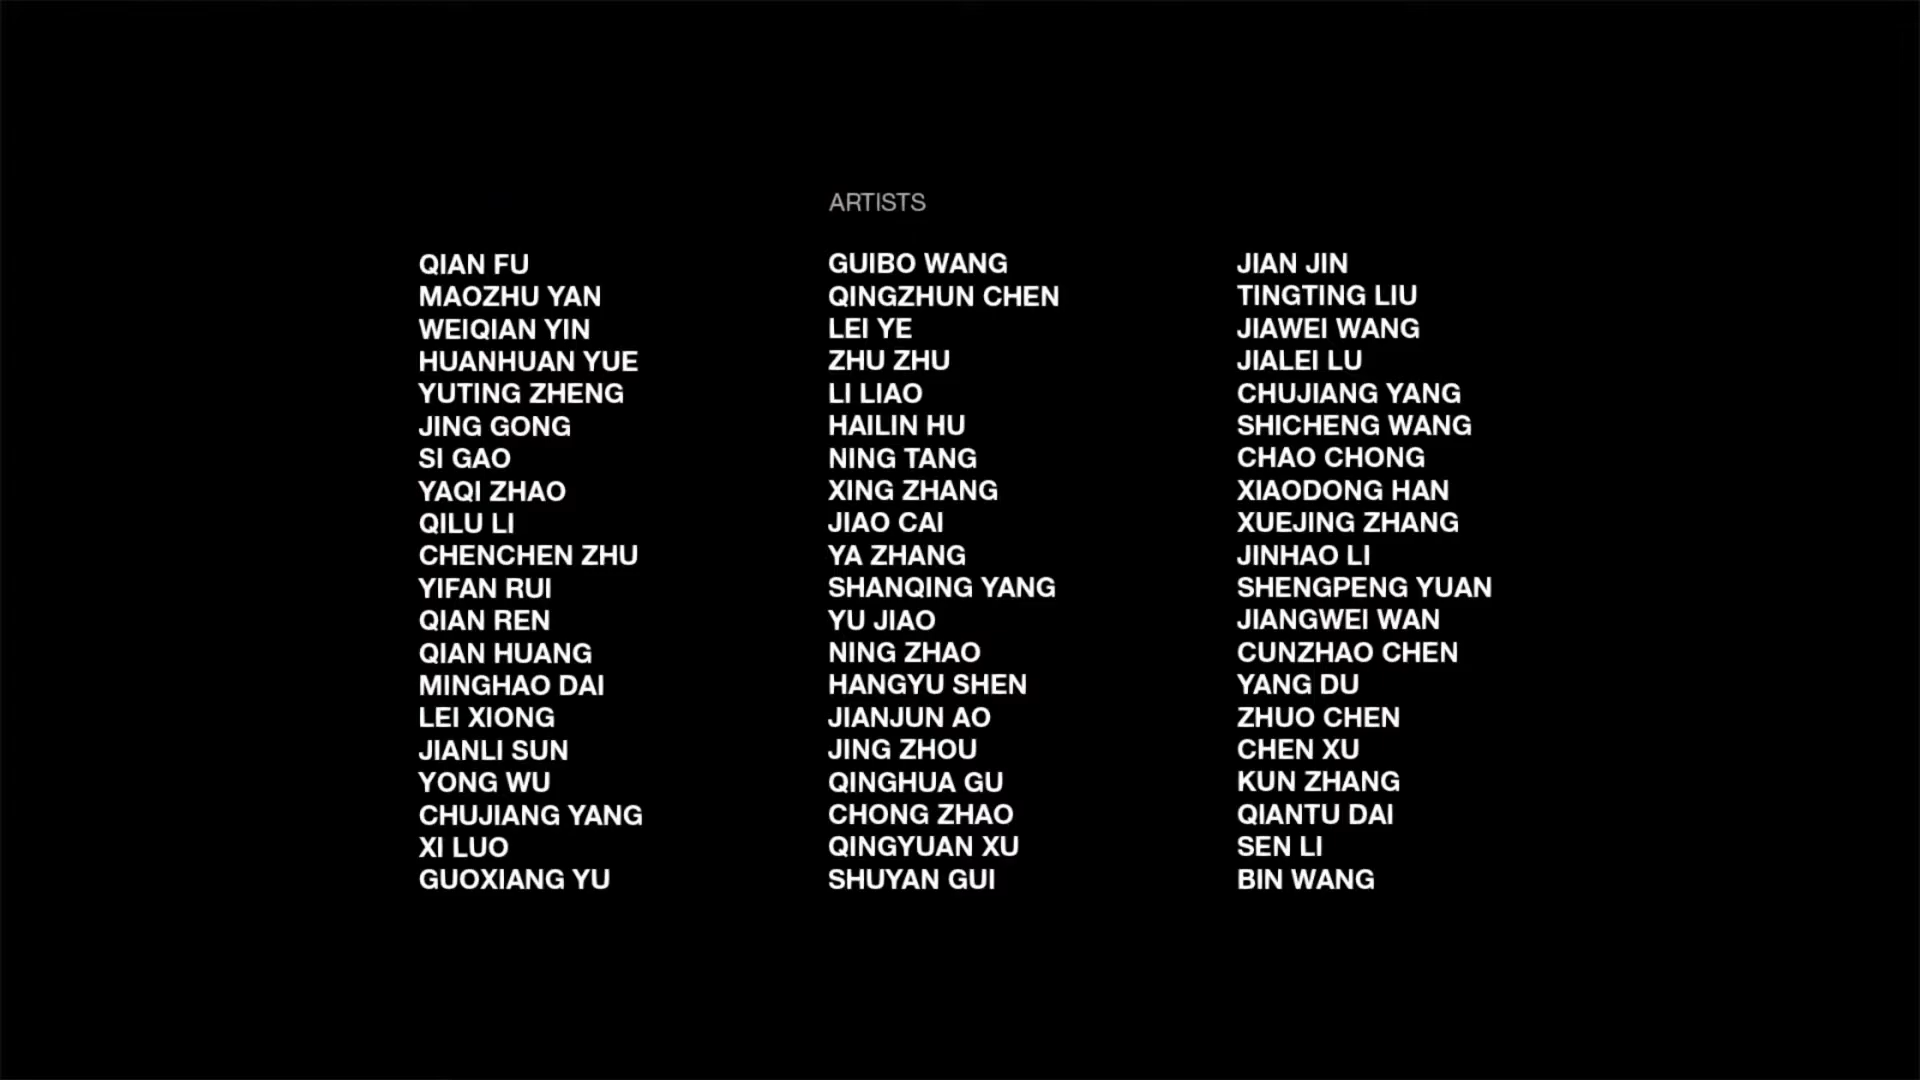 ARTISTS
QIAN FU
MAOZHU YAN
WEIQIAN YIN
HUANHUAN YUE
YUTING ZHENG
JING GONG
SI GAO
YAQI ZHAO
QILU LI
CHENCHEN ZHU
YIFAN RUI
QIAN REN
QIAN HUANG
MINGHAO DAI
LEI XIONG
JIANLI SUN
YONG WU
CHUJIANG YANG
XI LUO
GUOXIANG YU
GUIBO WANG
QINGZHUN CHEN
LEI YE
ZHU ZHU
LI LIAO
HAILIN HU
NING TANG
XING ZHANG
JIAO CAI
YA ZHANG
SHANQING YANG
YU JIAO
NING ZHAO
HANGYU SHEN
JIANJUN AO
JING ZHOU
QINGHUA GU
CHONG ZHAO
QINGYUAN XU
SHUYAN GUI
JIAN JIN
TINGTING LIU
JIAWEI WANG
JIALEI LU
CHUJIANG YANG
SHICHENG WANG
CHAO CHONG
XIAODONG HAN
XUEJING ZHANG
JINHAO LI
SHENGPENG YUAN
JIANGWEI WAN
CUNZHAO CHEN
YANG DU
ZHUO CHEN
CHEN XU
KUN ZHANG
QIANTU DAI
SEN LI
BIN WANG